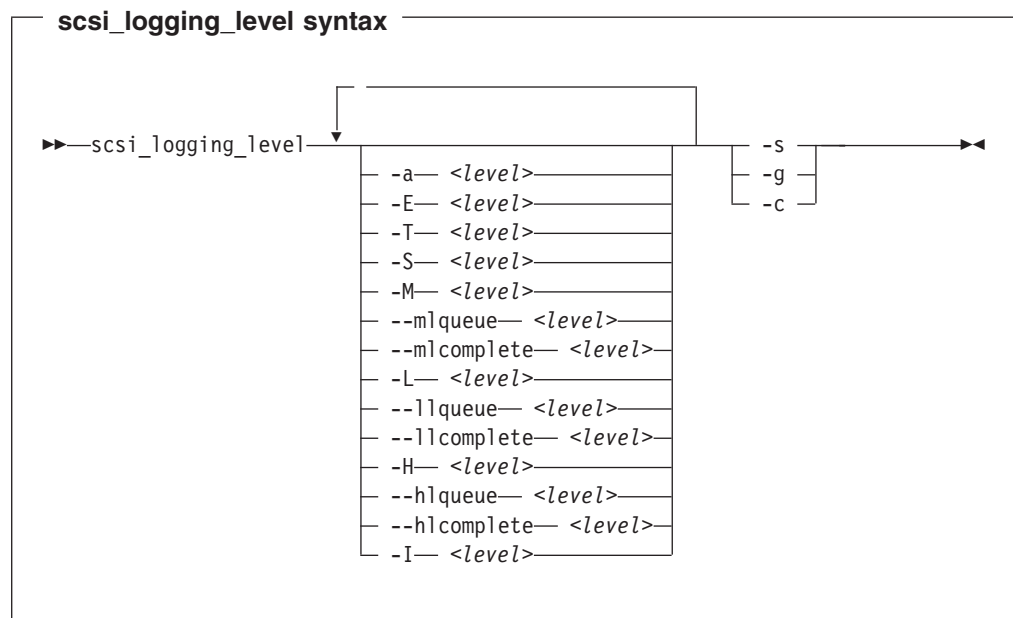 scsi_logging_level syntax
scsi_logging_level -s
-a <level> -g
-E <level> -c
-T <level>
-S <level>
-M <level>
--mlqueue <level>
--mlcomplete <level>
-L <level>
--llqueue <level>
--llcomplete <level>
-H <level>
--hlqueue <level>
--hlcomplete <level>
-I <level>